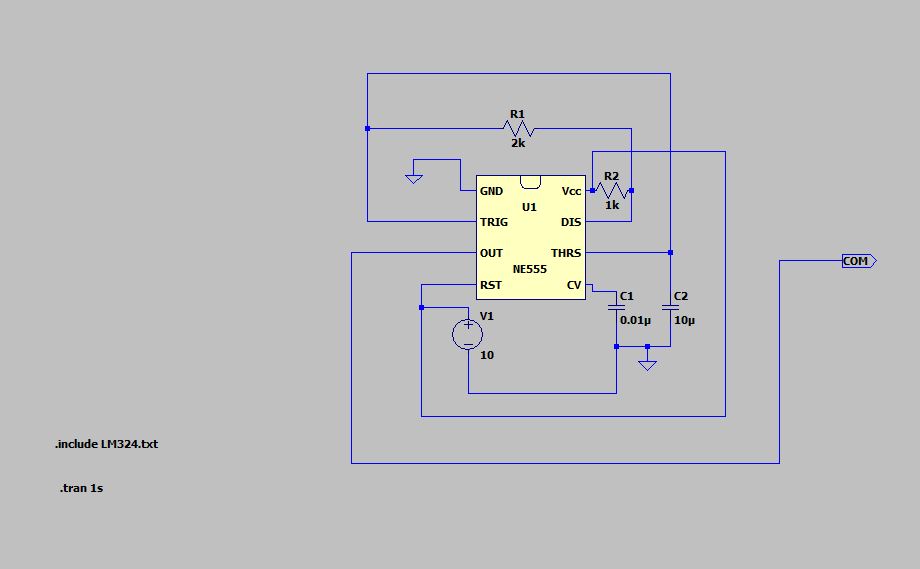 R1
2k
GND
Vcc
R2
1k
U1
TRIG
DIS
OUT
THRS
COM
NE555
RST
CV
C1
0.01µ
C2
10µ
V1
10
.include LM324.txt
.tran 1s